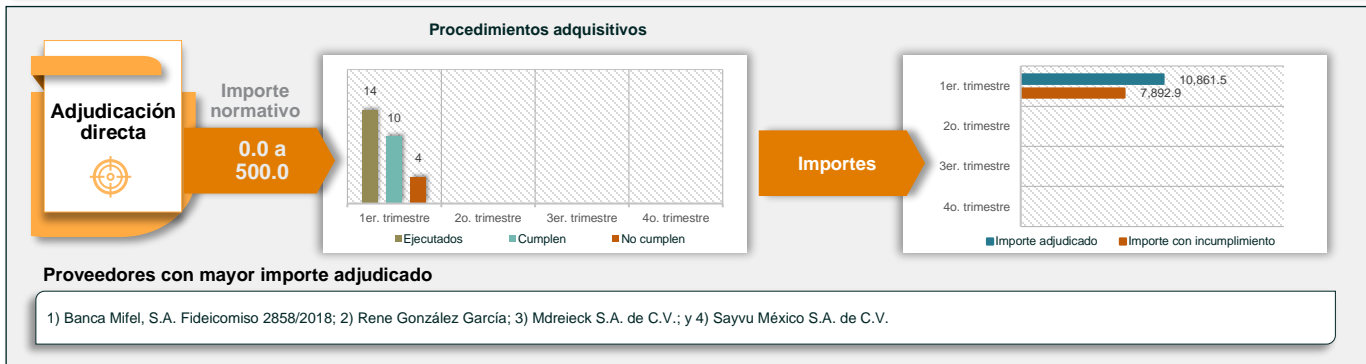 Procedimientos adquisitivos
Adjudicación
directa
Importe
normativo
0.0 a
500.0
14
10
4
1er. trimestre
2o. trimestre
3er. trimestre
4o. trimestre
Ejecutados
Cumplen
No cumplen
Importes
1er. trimestre
10,861.5
7,892.9
2o. trimestre
3er. trimestre
4o. trimestre
Importe adjudicado
Importe con incumplimiento
Proveedores con mayor importe adjudicado
1) Banca Mifel, S.A. Fideicomiso 2858/2018; 2) Rene González García; 3) Mdreieck S.A. de C.V.; y 4) Sayvu México S.A. de C.V.